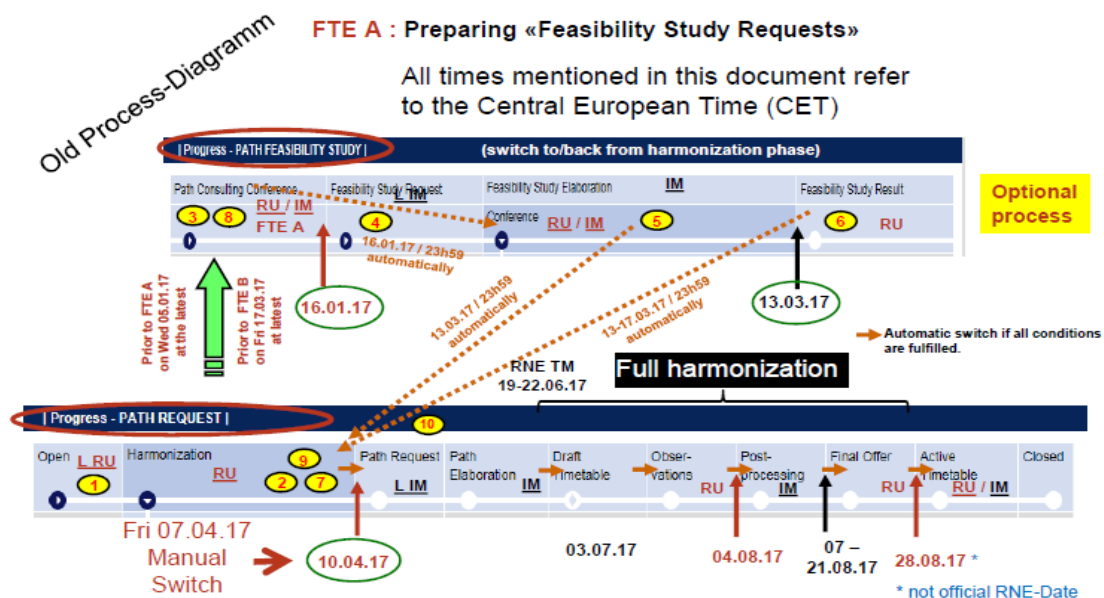 Old Process-Diagramm
FTE A : Preparing «Feasibility Study Requests»
All times mentioned in this document refer
to the Central European Time (CET)
| Progress - PATH FEASIBILITY STUDY |
(switch to/back from harmonization phase)
Path Consulting Conference
Feasibility Study Request
Feasibility Study Elaboration
IM
Feasibility Study Result
3
8
RU / IM
FTE A
L IM
4
Conference
RU / IM
5
6
RU
Optional
process
16.01.17 / 23h59
automatically
Prior to FTE A
on Wed 05.01.17
at the latest
Prior to FTE B
on Fri 17.03.17
at latest
16.01.17
13.03.17 / 23h59
automatically
13-17.03.17 / 23h59
automatically
13.03.17
Automatic switch if all conditions
are fulfilled.
RNE TM
19-22.06.17
Full harmonization
| Progress - PATH REQUEST |
10
Open
L RU
1
Harmonization
RU
9
2
7
Path Request
L IM
Path
Elaboration
IM
Draft
Timetable
Obser-
vations
RU
Post-
processing
IM
Final Offer
RU
Active
Timetable
RU / IM
Closed
Fri 07.04.17
Manual
Switch
10.04.17
03.07.17
04.08.17
07 –
21.08.17
28.08.17 *
* not official RNE-Date